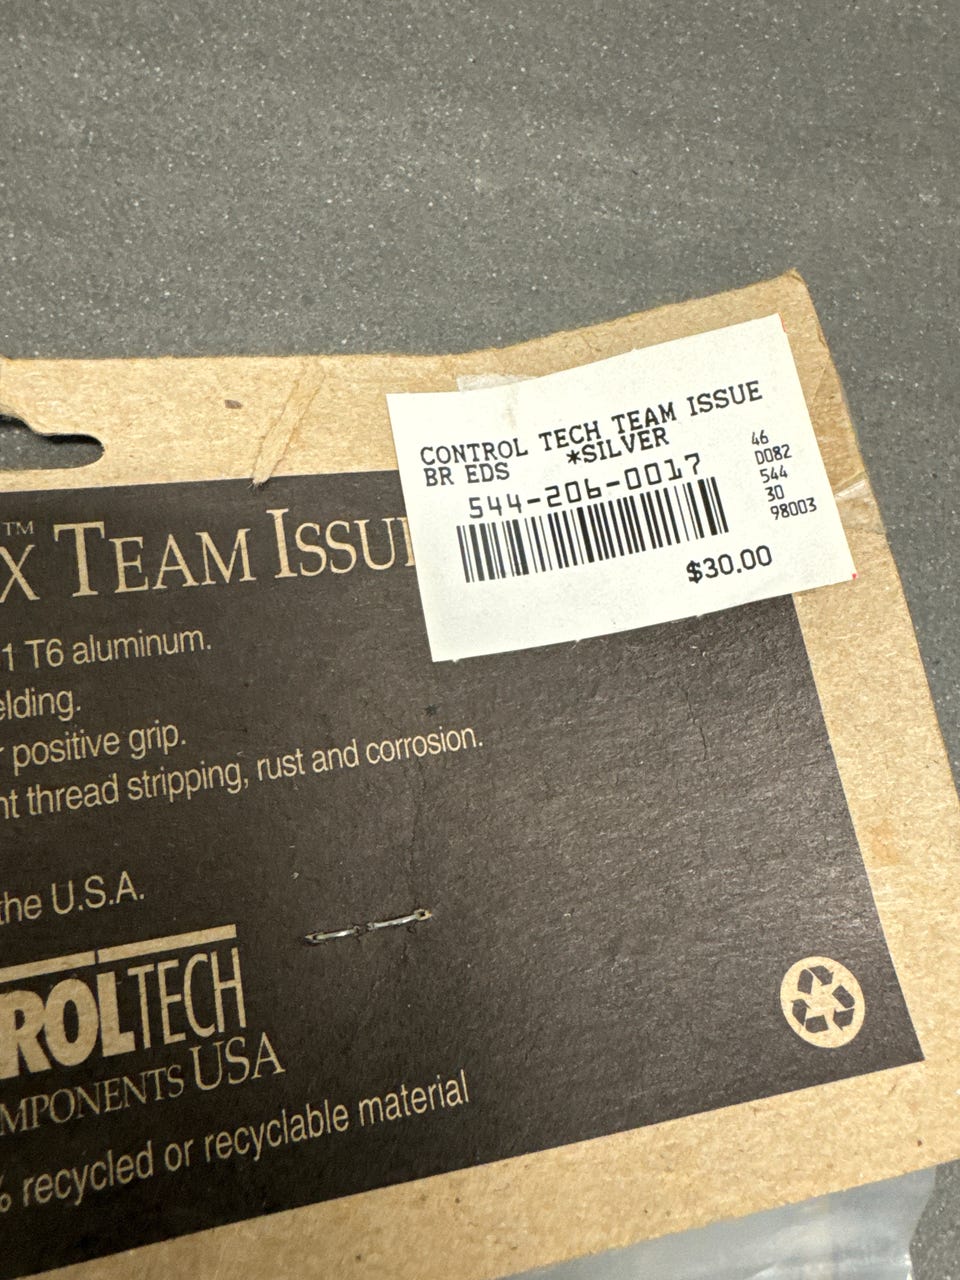 CONTROL TECH TEAM ISSUE
BR EDS *SILVER
544-206-0017
46
D082
544
30
98003
$30.00
™
X TEAM ISSU
1 T6 aluminum.
elding.
r positive grip.
nt thread stripping, rust and corrosion.
the U.S.A.
ROLTECH
MPONENTS USA
% recycled or recyclable material